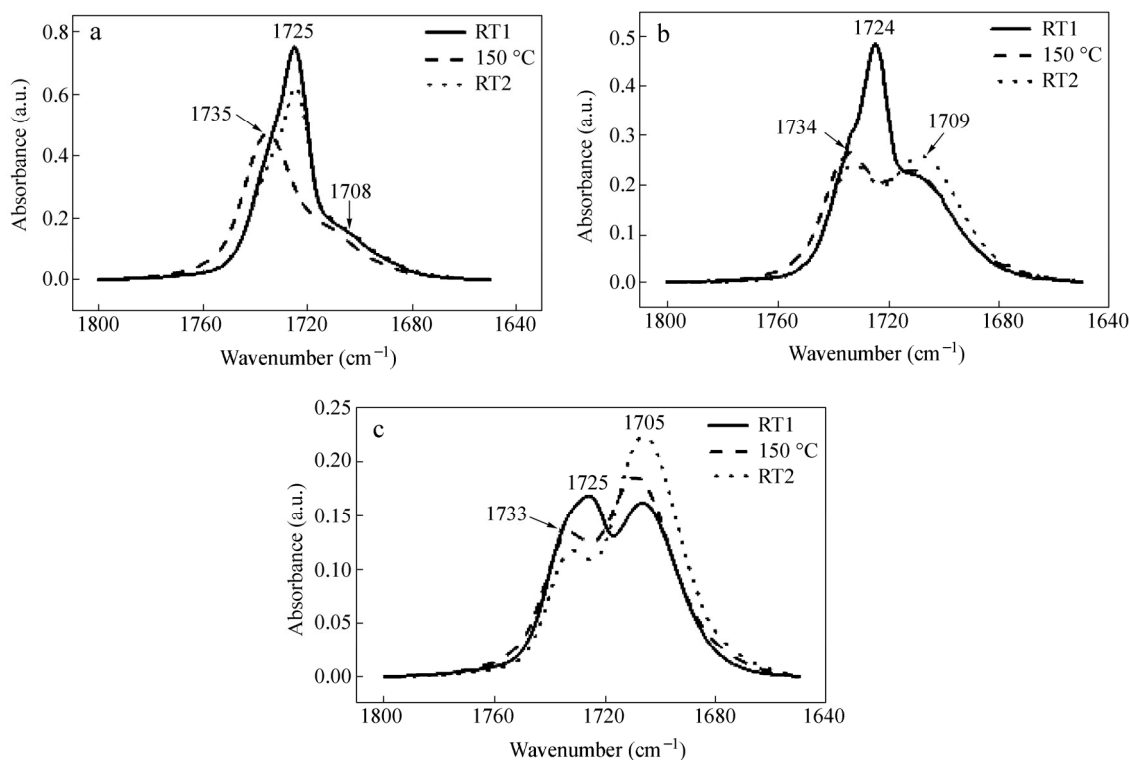 a
1725
RT1
150 °C
RT2
1735
1708
0.8
0.6
0.4
0.2
0.0
Absorbance (a.u.)
1800 1760 1720 1680 1640
Wavenumber (cm⁻¹)
b
1724
RT1
150 °C
RT2
1734
1709
0.5
0.4
0.3
0.2
0.1
0.0
Absorbance (a.u.)
1800 1760 1720 1680 1640
Wavenumber (cm⁻¹)
c
1705
RT1
150 °C
RT2
1725
1733
0.25
0.20
0.15
0.10
0.05
0.00
Absorbance (a.u.)
1800 1760 1720 1680 1640
Wavenumber (cm⁻¹)